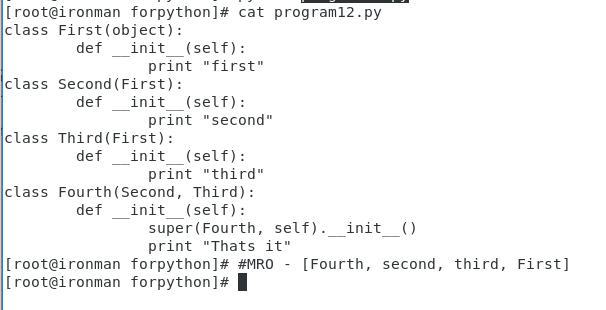 [root@ironman forpython]# cat program12.py
class First(object):
        def __init__(self):
                print "first"
class Second(First):
        def __init__(self):
                print "second"
class Third(First):
        def __init__(self):
                print "third"
class Fourth(Second, Third):
        def __init__(self):
                super(Fourth, self).__init__()
                print "Thats it"
[root@ironman forpython]# #MRO - [Fourth, second, third, First]
[root@ironman forpython]#